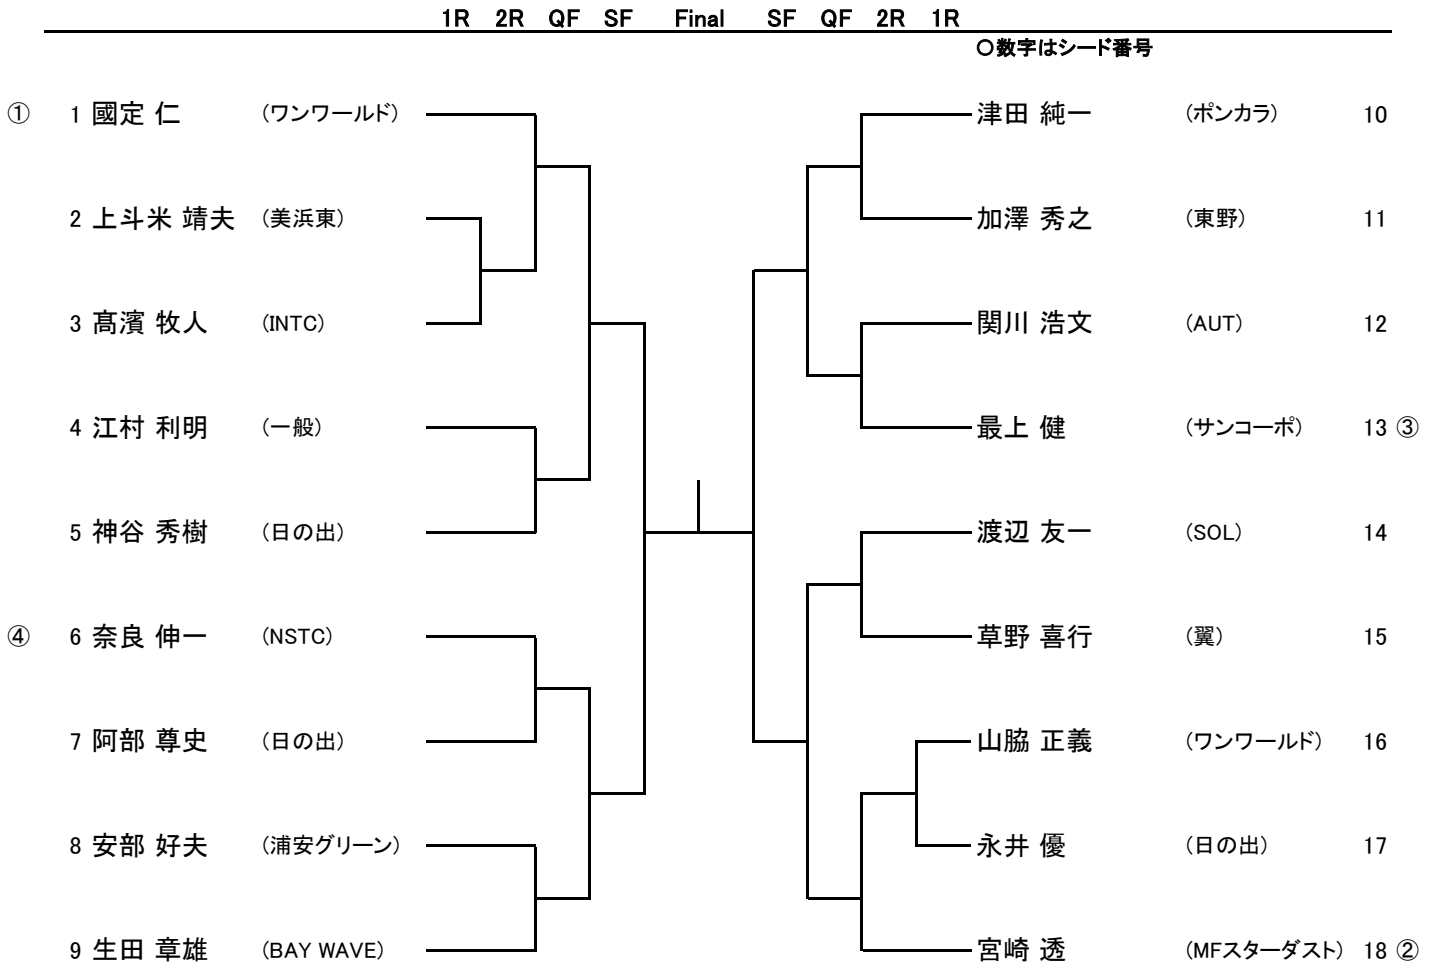 1R 2R QF SF Final SF QF 2R 1R
○数字はシード番号
① 1 國定 仁 (ワンワールド) 津田 純一 (ポンカラ) 10
2 上斗米 靖夫 (美浜東) 加澤 秀之 (東野) 11
3 髙濱 牧人 (INTC) 関川 浩文 (AUT) 12
4 江村 利明 (一般) 最上 健 (サンコーポ) 13 ③
5 神谷 秀樹 (日の出) 渡辺 友一 (SOL) 14
④ 6 奈良 伸一 (NSTC) 草野 喜行 (翼) 15
7 阿部 尊史 (日の出) 山脇 正義 (ワンワールド) 16
8 安部 好夫 (浦安グリーン) 永井 優 (日の出) 17
9 生田 章雄 (BAY WAVE) 宮崎 透 (MFスターダスト) 18 ②